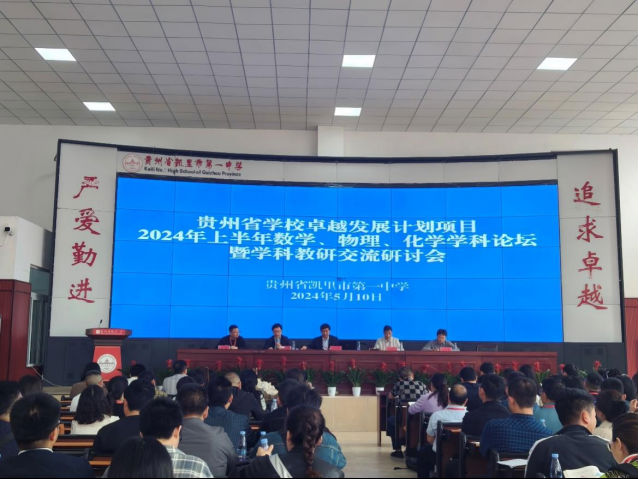 贵州省凯里市第一中学
Kaili No.1 High School of Guizhou Province
严爱勤进
贵州省学校卓越发展计划项目
2024年上半年数学、物理、化学学科论坛
暨学科教研交流研讨会
贵州省凯里市第一中学
2024年5月10日
追求卓越